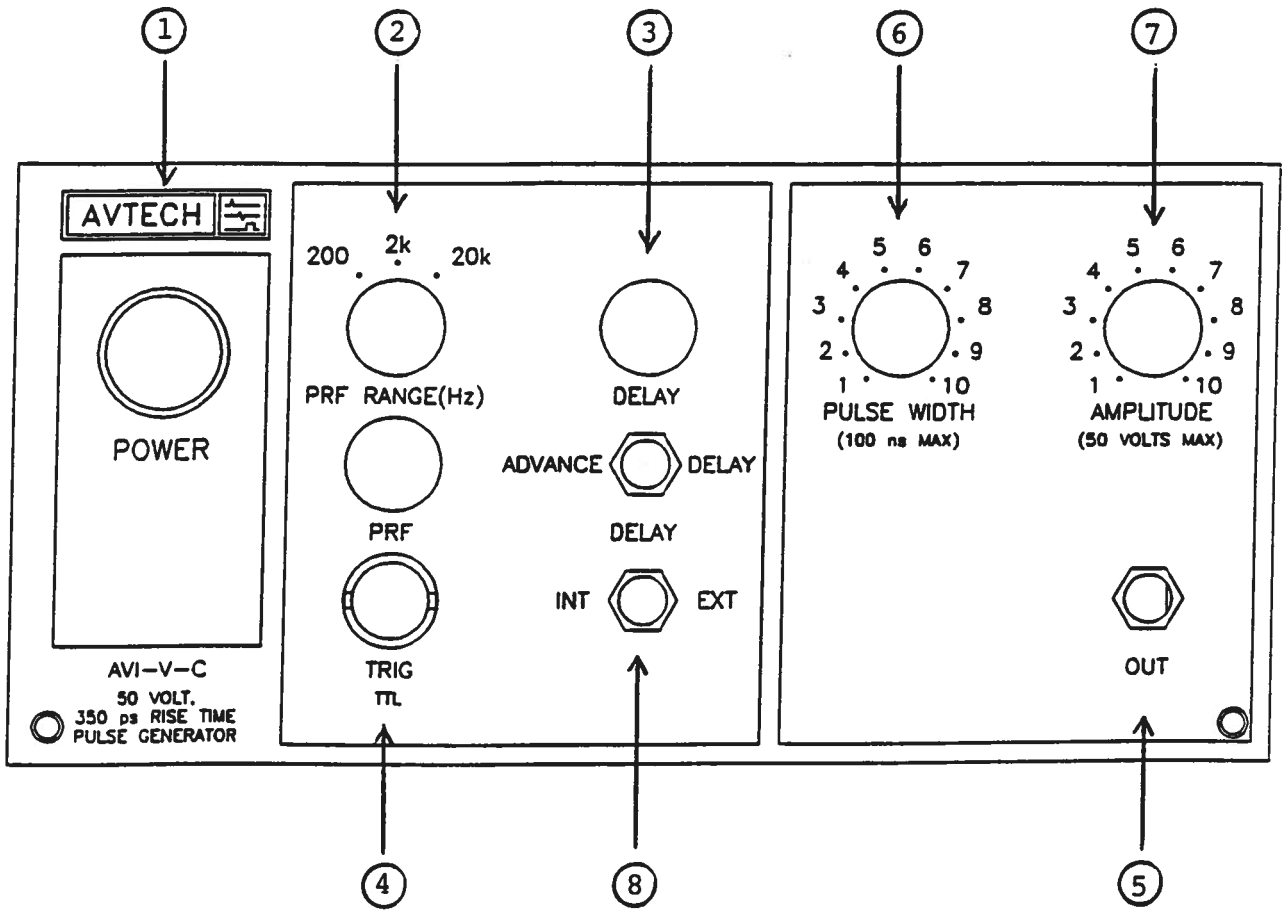 1 2 3 6 7
AVTECH
POWER
AVI-V-C
50 VOLT,
350 ps RISE TIME
PULSE GENERATOR
200 2k 20k
PRF RANGE(Hz)
PRF
TRIG
TTL
DELAY
ADVANCE DELAY
DELAY
INT EXT
1 2 3 4 5 6 7 8 9 10
PULSE WIDTH
(100 ns MAX)
1 2 3 4 5 6 7 8 9 10
AMPLITUDE
(50 VOLTS MAX)
OUT
4 8 5